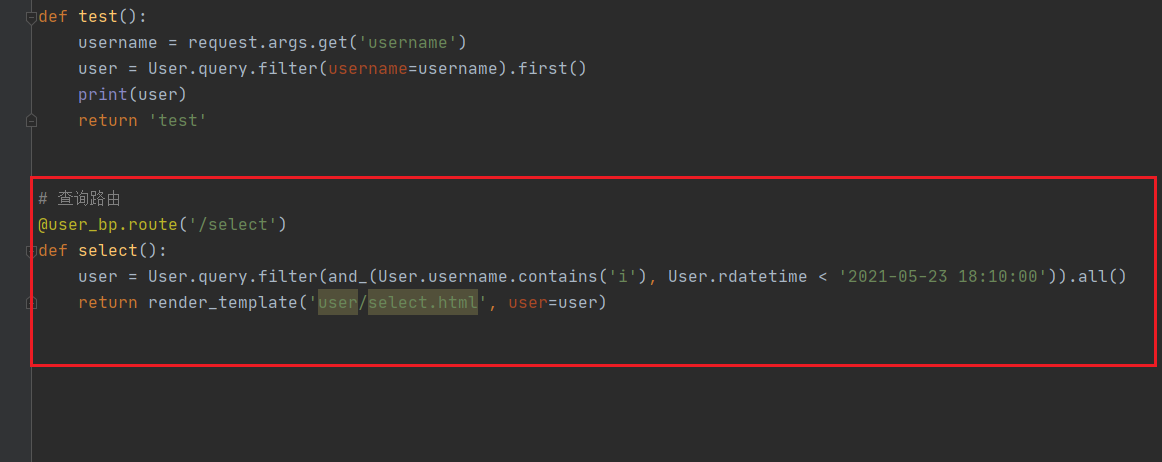 def test():
    username = request.args.get('username')
    user = User.query.filter(username=username).first()
    print(user)
    return 'test'
# 查询路由
@user_bp.route('/select')
def select():
    user = User.query.filter(and_(User.username.contains('i'), User.rdatetime < '2021-05-23 18:10:00')).all()
    return render_template('user/select.html', user=user)